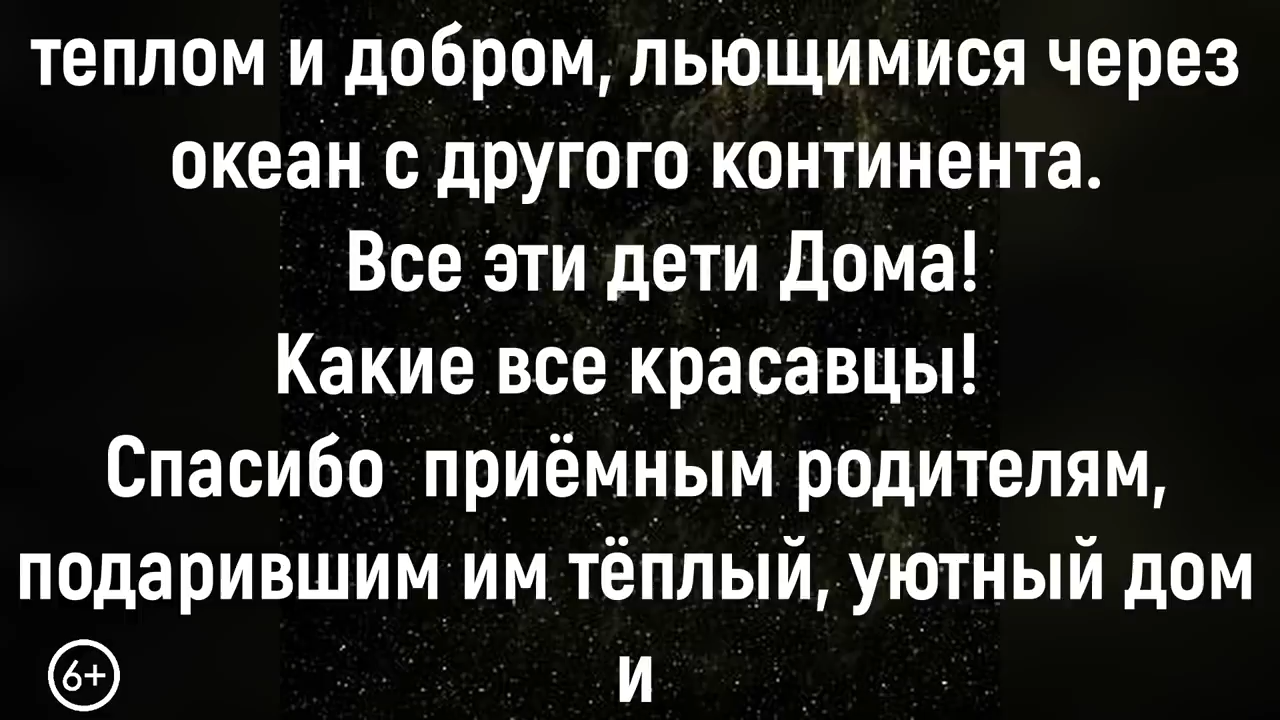 теплом и добром, льющимися через
океан с другого континента.
Все эти дети Дома!
Какие все красавцы!
Спасибо приёмным родителям,
подарившим им тёплый, уютный дом
и
6+